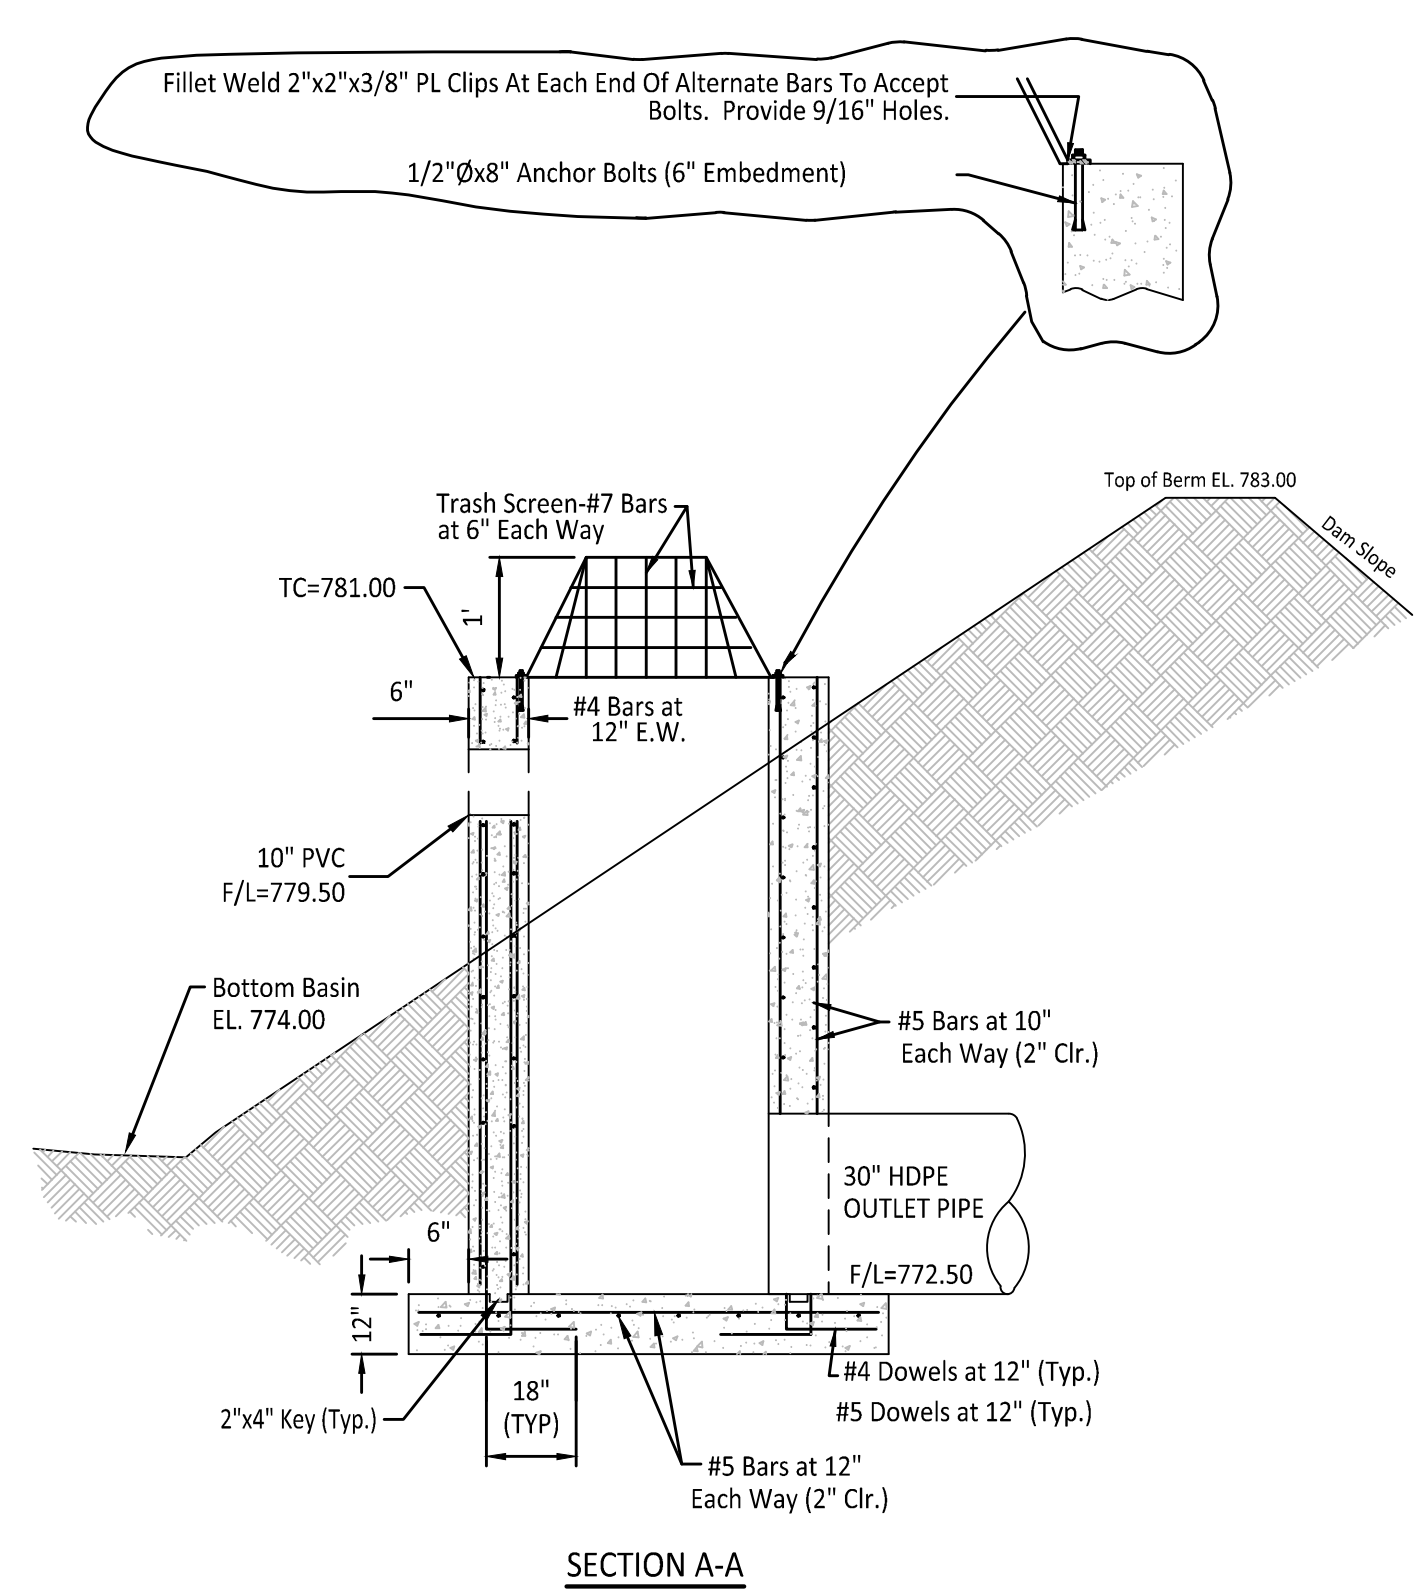 Fillet Weld 2"x2"x3/8" PL Clips At Each End Of Alternate Bars To Accept
Bolts. Provide 9/16" Holes.
1/2"Øx8" Anchor Bolts (6" Embedment)
Top of Berm EL. 783.00
Dam Slope
Trash Screen-#7 Bars
at 6" Each Way
TC=781.00
1'
6"
#4 Bars at
12" E.W.
10" PVC
F/L=779.50
Bottom Basin
EL. 774.00
#5 Bars at 10"
Each Way (2" Clr.)
30" HDPE
OUTLET PIPE
F/L=772.50
6"
12"
#4 Dowels at 12" (Typ.)
#5 Dowels at 12" (Typ.)
18"
(TYP)
2"x4" Key (Typ.)
#5 Bars at 12"
Each Way (2" Clr.)
SECTION A-A